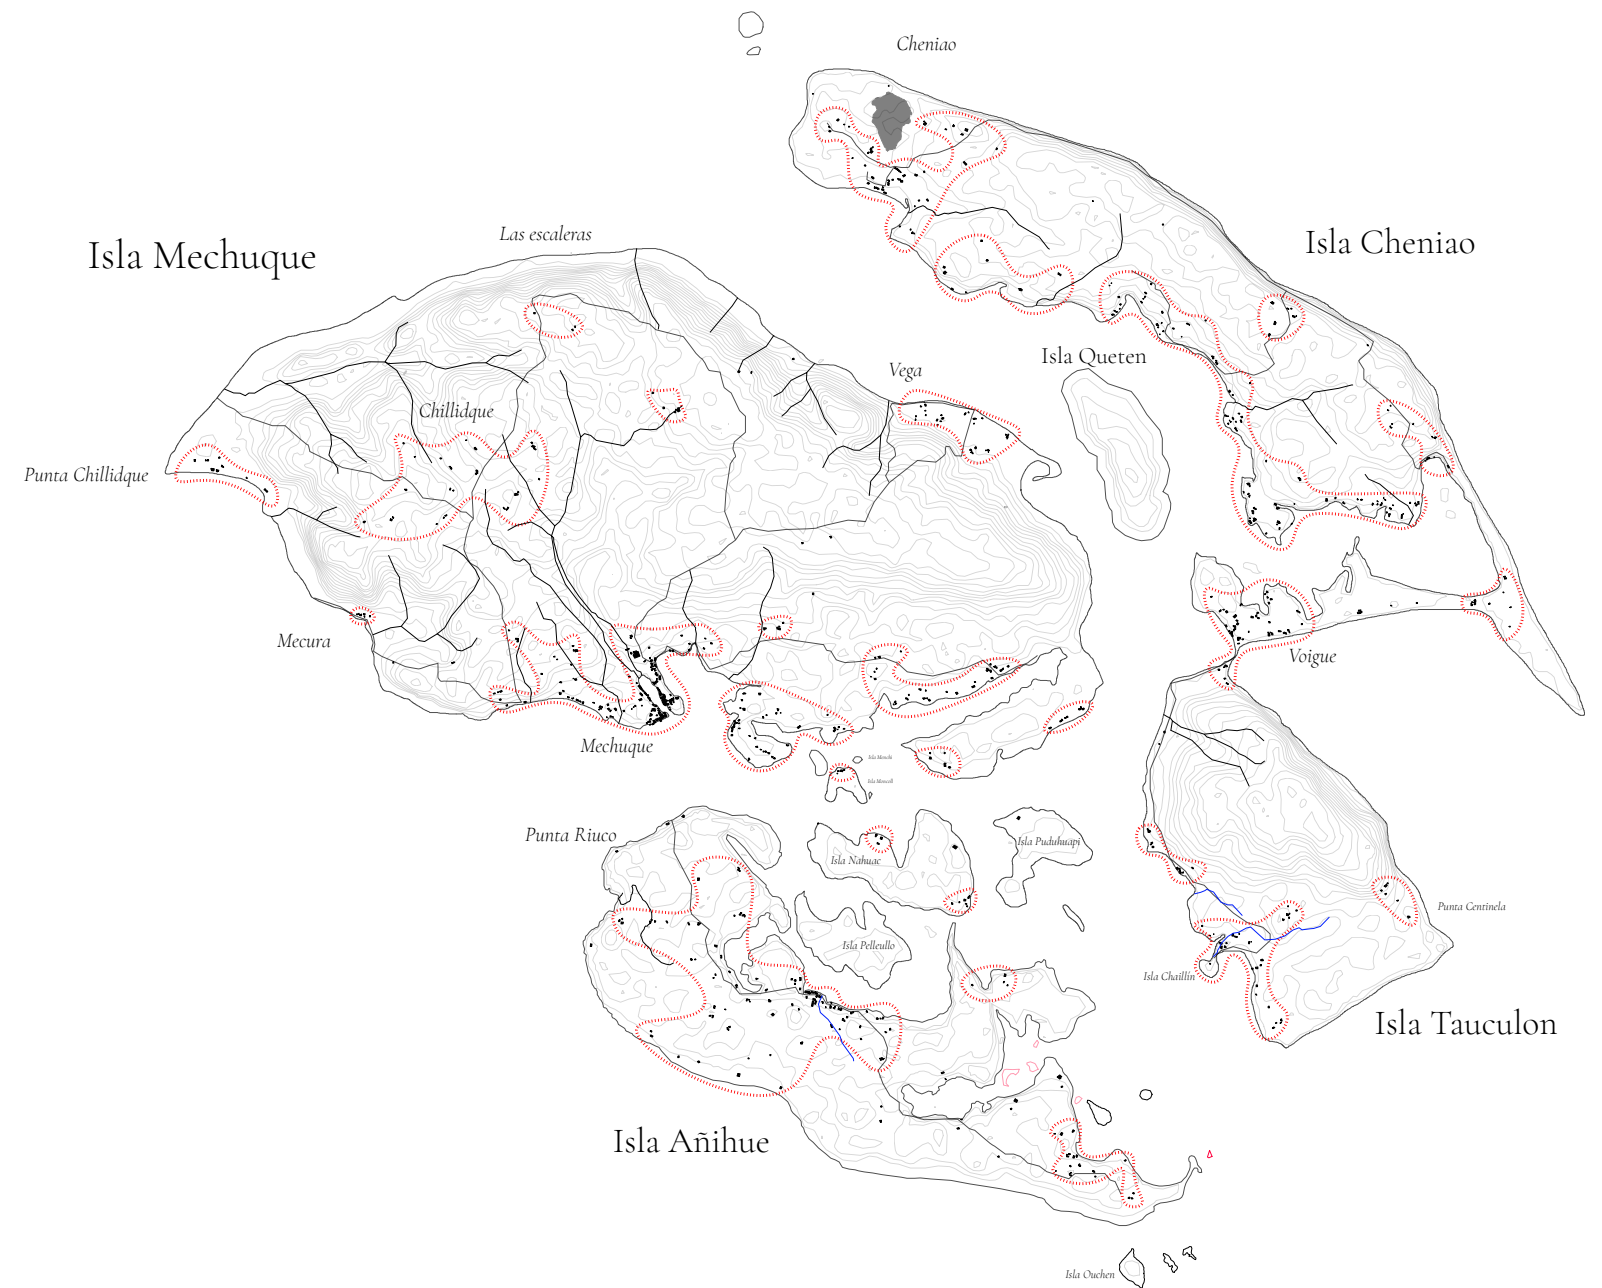 Cheniao
Las escaleras
Isla Mechuque
Isla Cheniao
Isla Queten
Vega
Chillidque
Punta Chillidque
Mecura
Voigue
Mechuque
Isla Puduhuapi
Punta Riuco
Isla Nahuac
Punta Centinela
Isla Pelleullo
Isla Chaillin
Isla Tauculon
Isla Añihue
Isla Ouchen